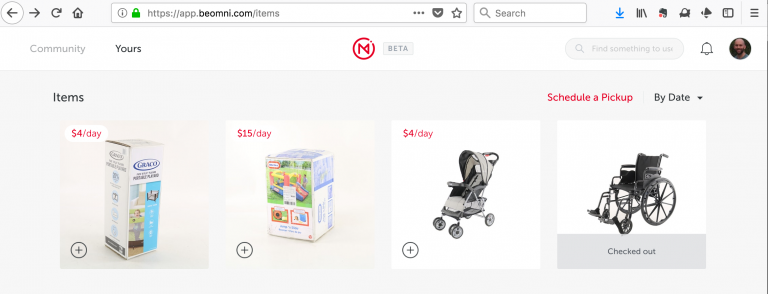 https://app.beomni.com/items
Search
Community
Yours
BETA
Find something to use
Items
Schedule a Pickup
By Date
$4/day
$15/day
$4/day
GRACO
GRACO
Checked out